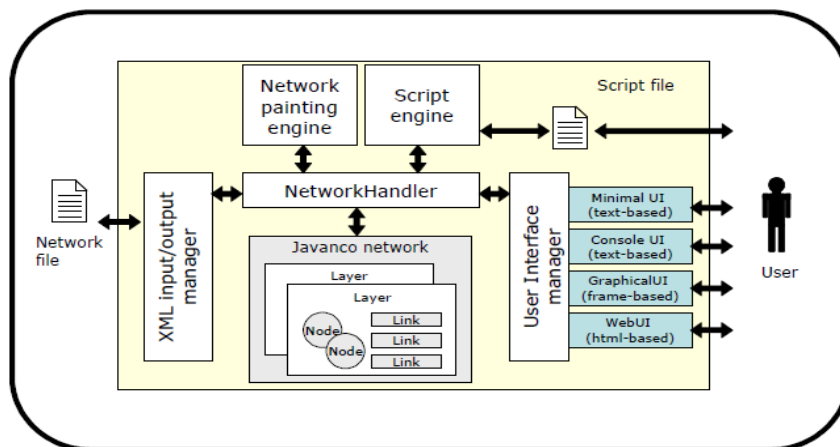 Network
painting
engine
Script
engine
Script file
NetworkHandler
Network
file
XML input/output
manager
Javanco network
Layer
Layer
Node
Node
Link
Link
Link
User Interface
manager
Minimal UI
(text-based)
Console UI
(text-based)
GraphicalUI
(frame-based)
WebUI
(html-based)
User